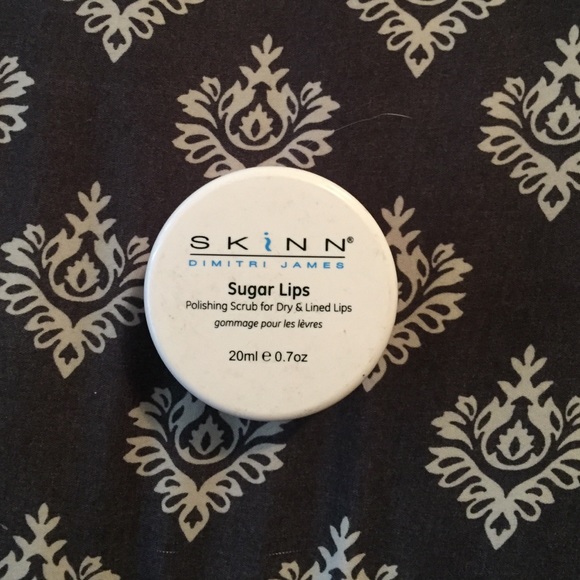 SKiNN®
DIMITRI JAMES
Sugar Lips
Polishing Scrub for Dry & Lined Lips
gommage pour les lèvres
20ml e 0.7oz